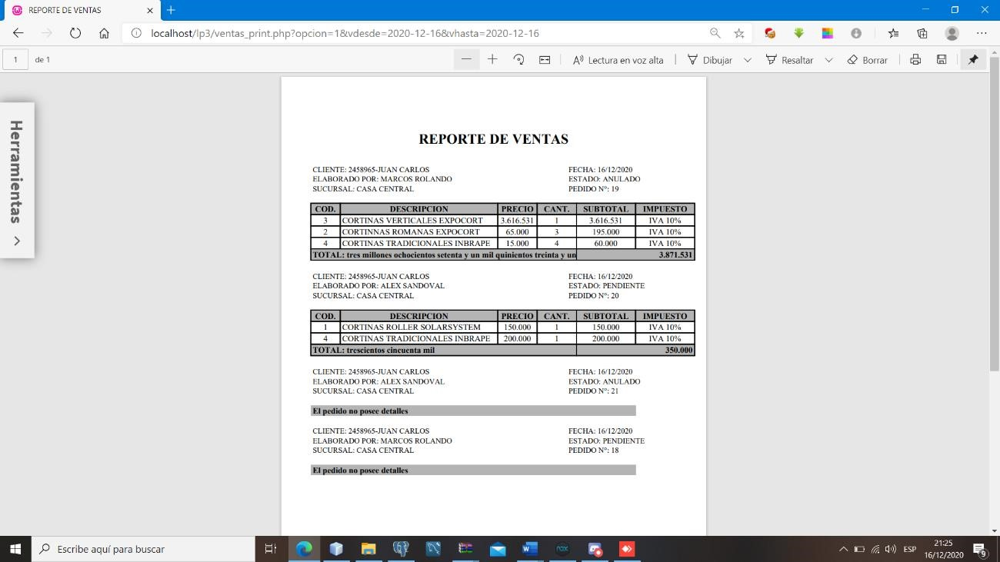 REPORTE DE VENTAS
localhost/lp3/ventas_print.php?opcion=1&vdesde=2020-12-16&vhasta=2020-12-16
1 de 1
Lectura en voz alta
Dibujar
Resaltar
Borrar
Herramientas
REPORTE DE VENTAS
CLIENTE: 2458965-JUAN CARLOS FECHA: 16/12/2020
ELABORADO POR: MARCOS ROLANDO ESTADO: ANULADO
SUCURSAL: CASA CENTRAL PEDIDO N°: 19
COD. DESCRIPCION PRECIO CANT. SUBTOTAL IMPUESTO
3 CORTINAS VERTICALES EXPOCORT 3.616.531 1 3.616.531 IVA 10%
2 CORTINNAS ROMANAS EXPOCORT 65.000 3 195.000 IVA 10%
4 CORTINAS TRADICIONALES INBRAPE 15.000 4 60.000 IVA 10%
TOTAL: tres millones ochocientos setenta y un mil quinientos treinta y un 3.871.531
CLIENTE: 2458965-JUAN CARLOS FECHA: 16/12/2020
ELABORADO POR: ALEX SANDOVAL ESTADO: PENDIENTE
SUCURSAL: CASA CENTRAL PEDIDO N°: 20
COD. DESCRIPCION PRECIO CANT. SUBTOTAL IMPUESTO
1 CORTINAS ROLLER SOLARSYSTEM 150.000 1 150.000 IVA 10%
4 CORTINAS TRADICIONALES INBRAPE 200.000 1 200.000 IVA 10%
TOTAL: trescientos cincuenta mil 350.000
CLIENTE: 2458965-JUAN CARLOS FECHA: 16/12/2020
ELABORADO POR: ALEX SANDOVAL ESTADO: ANULADO
SUCURSAL: CASA CENTRAL PEDIDO N°: 21
El pedido no posee detalles
CLIENTE: 2458965-JUAN CARLOS FECHA: 16/12/2020
ELABORADO POR: MARCOS ROLANDO ESTADO: PENDIENTE
SUCURSAL: CASA CENTRAL PEDIDO N°: 18
El pedido no posee detalles
Escribe aquí para buscar
ESP
21:25
16/12/2020
9